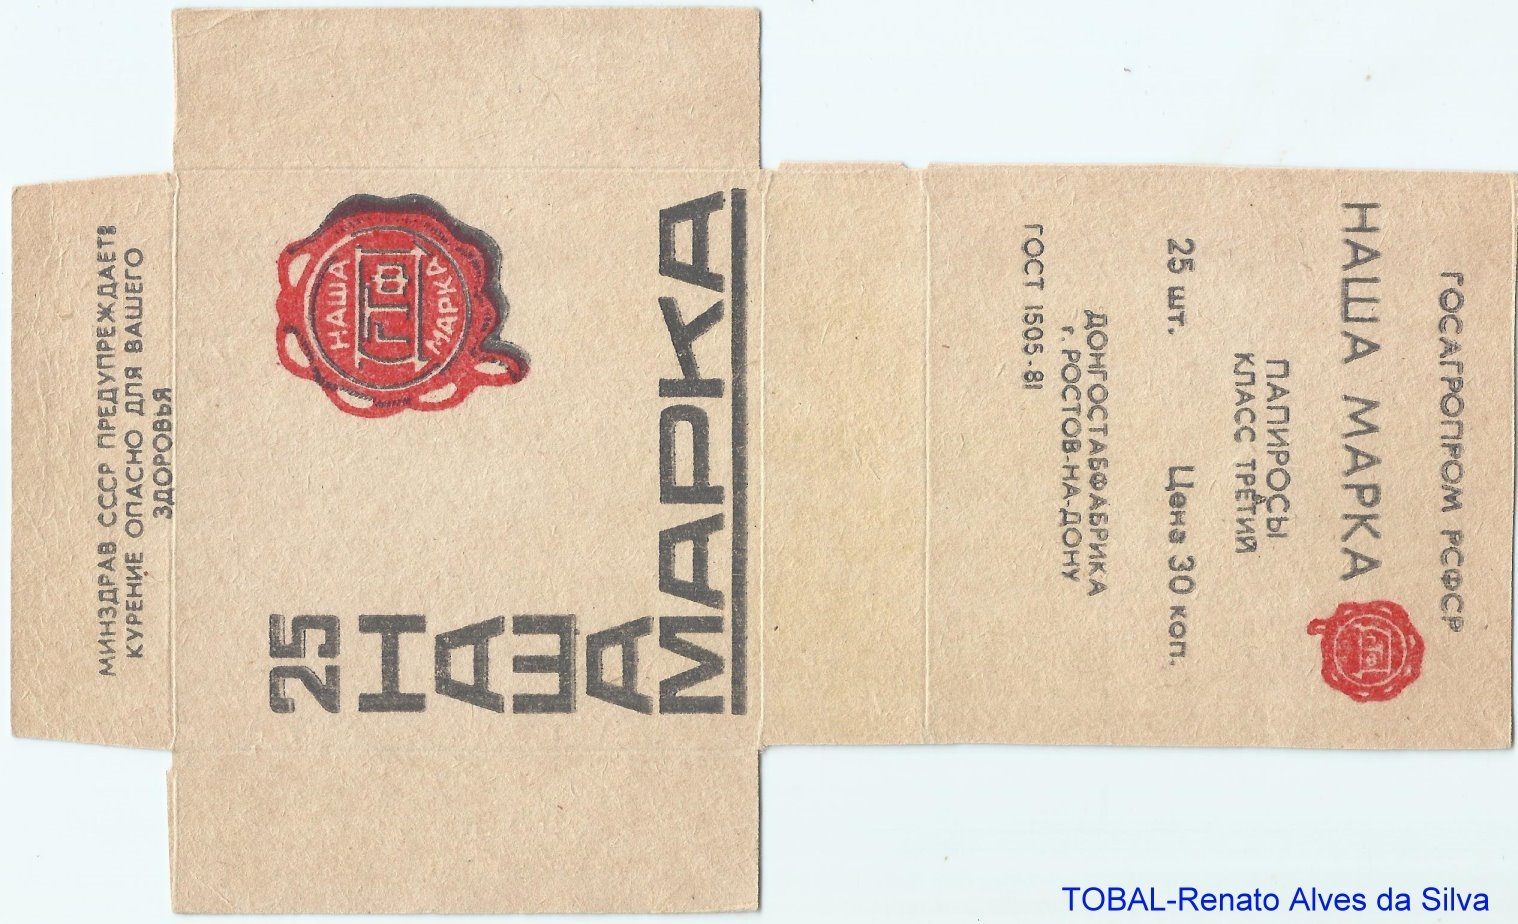 МИНЗДРАВ СССР ПРЕДУПРЕЖДАЕТ:
КУРЕНИЕ ОПАСНО ДЛЯ ВАШЕГО
ЗДОРОВЬЯ
НАША
ГТФ
МАРКА
25
НАША
МАРКА
ГОСАГРОПРОМ РСФСР
НАША МАРКА
ПАПИРОСЫ
КЛАСС ТРЕТИЙ
25 шт. Цена 30 коп.
ДОНГОСТАБФАБРИКА
г. РОСТОВ-НА-ДОНУ
ГОСТ 1505-81
TOBAL-Renato Alves da Silva